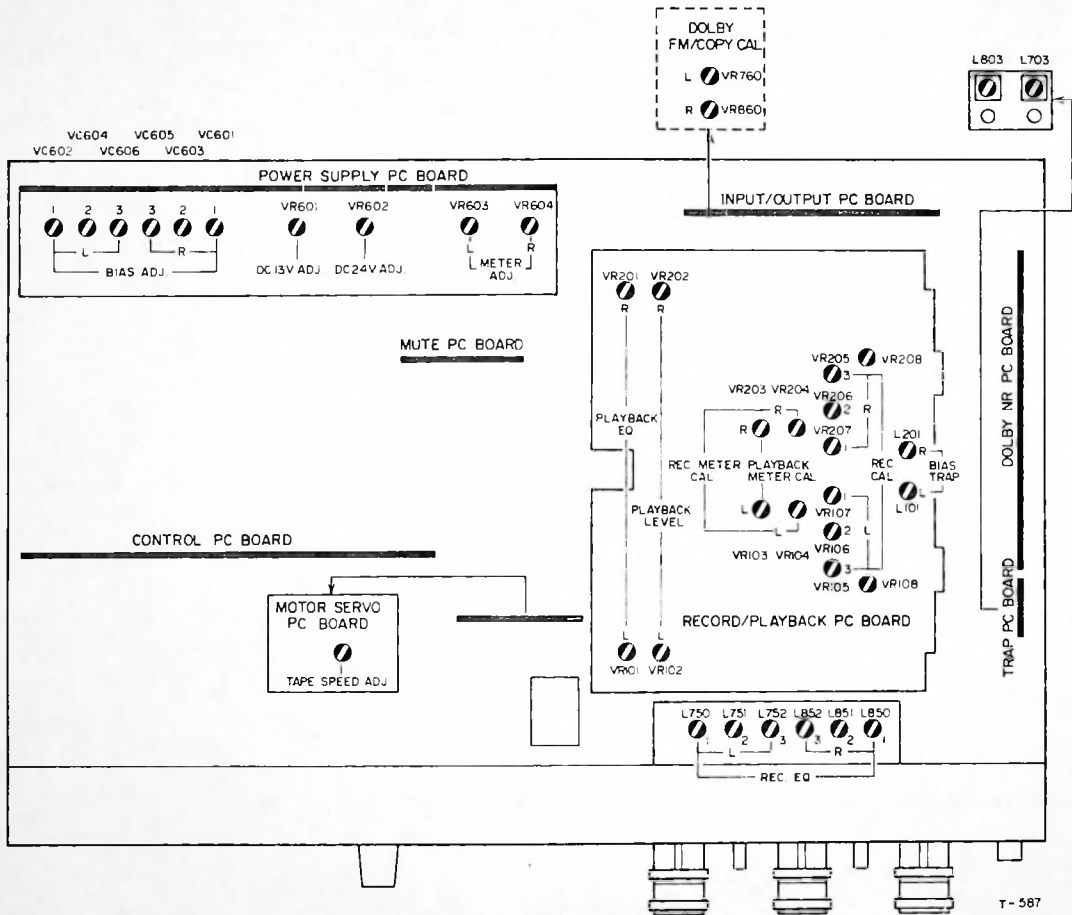 DOLBY
FM/COPY CAL
L VR760
R VR860
L803 L703
VC604 VC605 VC601
VC602 VC606 VC603
POWER SUPPLY PC BOARD
1 2 3 3 2 1
VR601 VR602 VR603 VR604
L R
BIAS ADJ.
DC13V ADJ. DC24V ADJ.
L R
METER
ADJ.
INPUT/OUTPUT PC BOARD
MUTE PC BOARD
VR201 VR202
R R
PLAYBACK
EQ
PLAYBACK
LEVEL
L L
VR101 VR102
VR205 VR208
3
VR203 VR204
VR206
2
R
R
R
VR207
1
REC METER
CAL
PLAYBACK
METER CAL
REC
CAL
L201
R
BIAS
TRAP
L
L101
1
VR107
L
L
2
L
VR106
VR103 VR104
3
VR105
VR108
RECORD/PLAYBACK PC BOARD
DOLBY NR PC BOARD
TRAP PC BOARD
CONTROL PC BOARD
MOTOR SERVO
PC BOARD
TAPE SPEED ADJ.
L750 L751 L752 L852 L851 L850
1 2 3 3 2 1
L R
REC. EQ
T-587